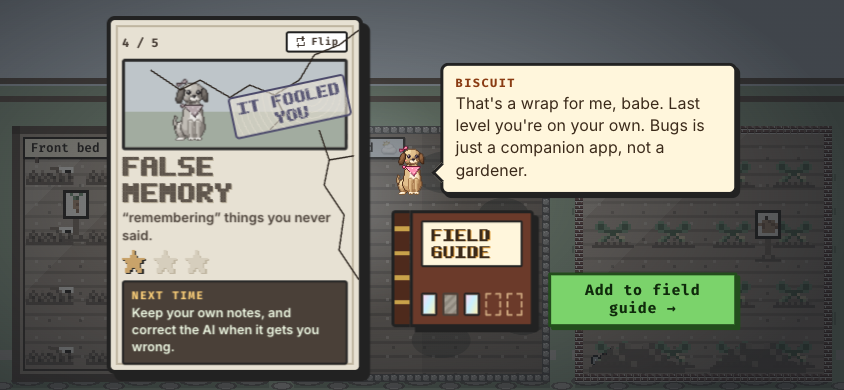 4 / 5
Flip
IT FOOLED
YOU
FALSE
MEMORY
“remembering” things you never
said.
NEXT TIME
Keep your own notes, and
correct the AI when it gets you
wrong.
Front bed
BISCUIT
That's a wrap for me, babe. Last
level you're on your own. Bugs is
just a companion app, not a
gardener.
FIELD
GUIDE
Add to field
guide →